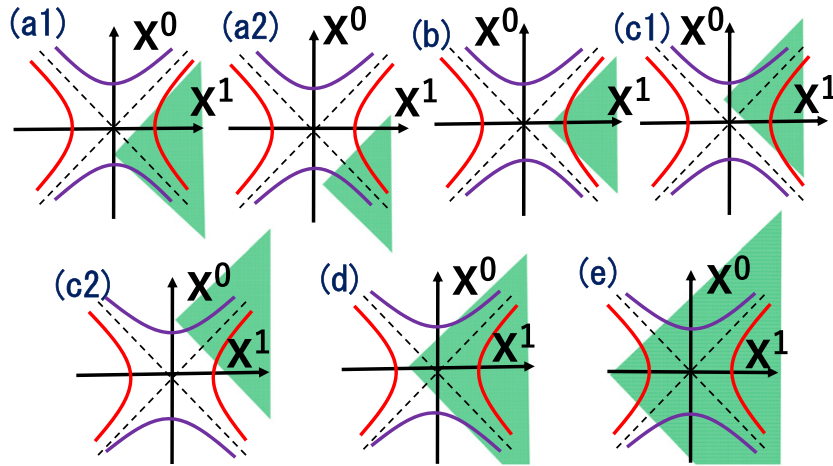 (a1) X⁰ X¹
(a2) X⁰ X¹
(b) X⁰ X¹
(c1) X⁰ X¹
(c2) X⁰ X¹
(d) X⁰ X¹
(e) X⁰ X¹